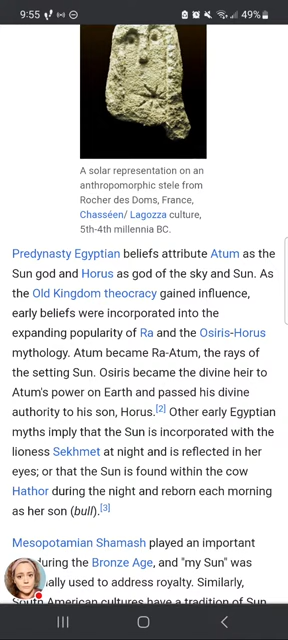 9:55
49%
A solar representation on an
anthropomorphic stele from
Rocher des Doms, France,
Chasséen/ Lagozza culture,
5th-4th millennia BC.
Predynasty Egyptian beliefs attribute Atum as the
Sun god and Horus as god of the sky and Sun. As
the Old Kingdom theocracy gained influence,
early beliefs were incorporated into the
expanding popularity of Ra and the Osiris-Horus
mythology. Atum became Ra-Atum, the rays of
the setting Sun. Osiris became the divine heir to
Atum's power on Earth and passed his divine
authority to his son, Horus.[2] Other early Egyptian
myths imply that the Sun is incorporated with the
lioness Sekhmet at night and is reflected in her
eyes; or that the Sun is found within the cow
Hathor during the night and reborn each morning
as her son (bull).[3]
Mesopotamian Shamash played an important
during the Bronze Age, and "my Sun" was
used to address royalty. Similarly,
South American cultures have a tradition of Sun